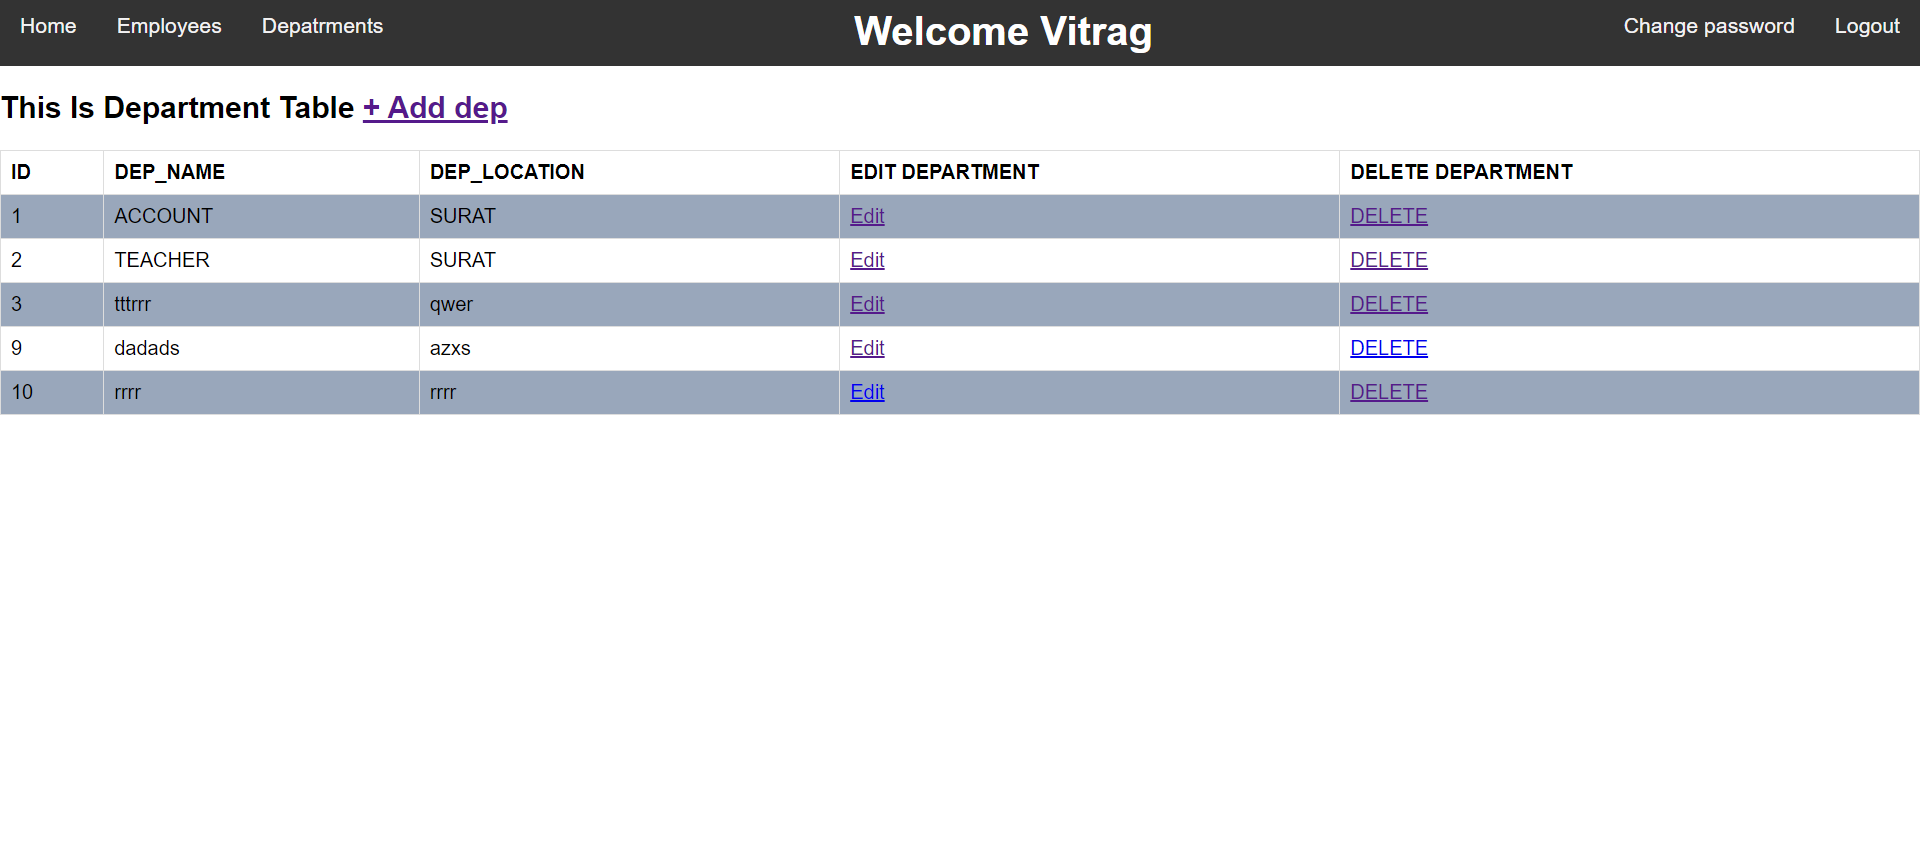 Home Employees Depatrments Welcome Vitrag Change password Logout
This Is Department Table + Add dep
ID DEP_NAME DEP_LOCATION EDIT DEPARTMENT DELETE DEPARTMENT
1 ACCOUNT SURAT Edit DELETE
2 TEACHER SURAT Edit DELETE
3 tttrrr qwer Edit DELETE
9 dadads azxs Edit DELETE
10 rrrr rrrr Edit DELETE